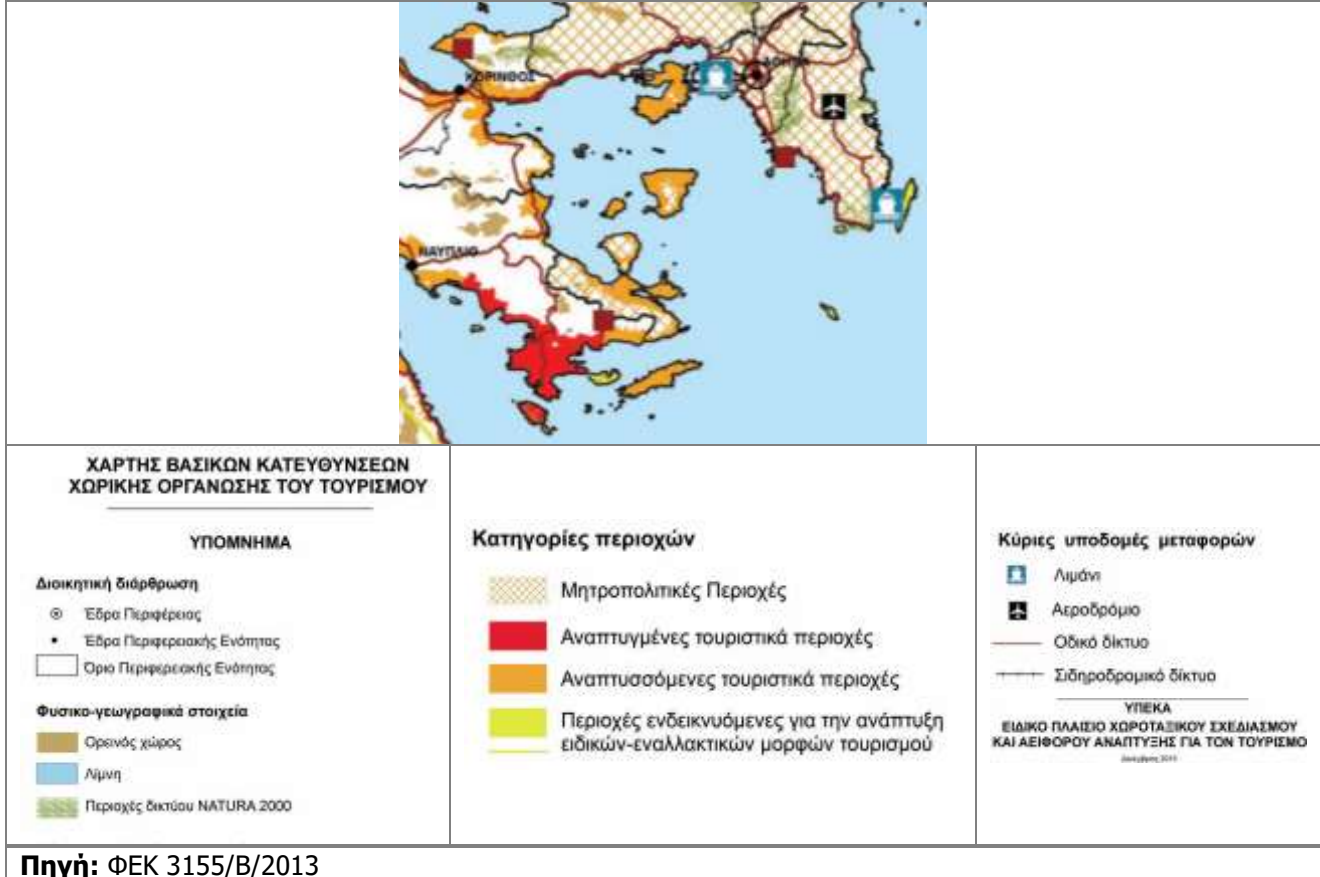 ΚΟΡΙΝΘΟΣ
ΑΘΗΝΑ
ΝΑΥΠΛΙΟ
ΧΑΡΤΗΣ ΒΑΣΙΚΩΝ ΚΑΤΕΥΘΥΝΣΕΩΝ
ΧΩΡΙΚΗΣ ΟΡΓΑΝΩΣΗΣ ΤΟΥ ΤΟΥΡΙΣΜΟΥ
ΥΠΟΜΝΗΜΑ
Διοικητική διάρθρωση
Έδρα Περιφέρειας
Έδρα Περιφερειακής Ενότητας
Όριο Περιφερειακής Ενότητας
Φυσικο-γεωγραφικά στοιχεία
Ορεινός χώρος
Λίμνη
Περιοχές δικτύου NATURA 2000
Κατηγορίες περιοχών
Μητροπολιτικές Περιοχές
Αναπτυγμένες τουριστικά περιοχές
Αναπτυσσόμενες τουριστικά περιοχές
Περιοχές ενδεικνυόμενες για την ανάπτυξη
ειδικών-εναλλακτικών μορφών τουρισμού
Κύριες υποδομές μεταφορών
Λιμάνι
Αεροδρόμιο
Οδικό δίκτυο
Σιδηροδρομικό δίκτυο
ΥΠΕΚΑ
ΕΙΔΙΚΟ ΠΛΑΙΣΙΟ ΧΩΡΟΤΑΞΙΚΟΥ ΣΧΕΔΙΑΣΜΟΥ
ΚΑΙ ΑΕΙΦΟΡΟΥ ΑΝΑΠΤΥΞΗΣ ΓΙΑ ΤΟΝ ΤΟΥΡΙΣΜΟ
Πηγή: ΦΕΚ 3155/Β/2013